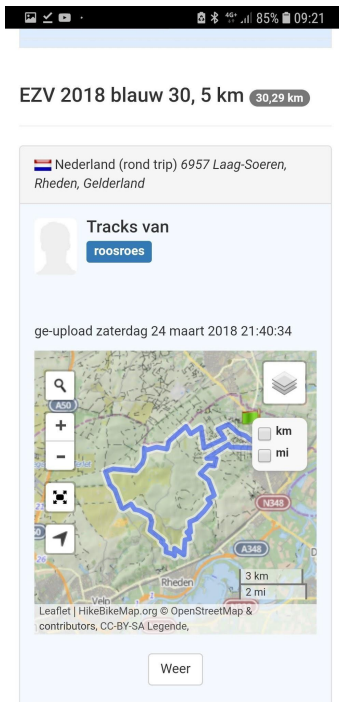 4G+ 85% 09:21
EZV 2018 blauw 30, 5 km 30,29 km
Nederland (rond trip) 6957 Laag-Soeren,
Rheden, Gelderland
Tracks van
roosroes
ge-upload zaterdag 24 maart 2018 21:40:34
A50
+
km
-
mi
N348
A348
Rheden
3 km
Velp
2 mi
Leaflet | HikeBikeMap.org © OpenStreetMap &
contributors, CC-BY-SA Legende,
Weer